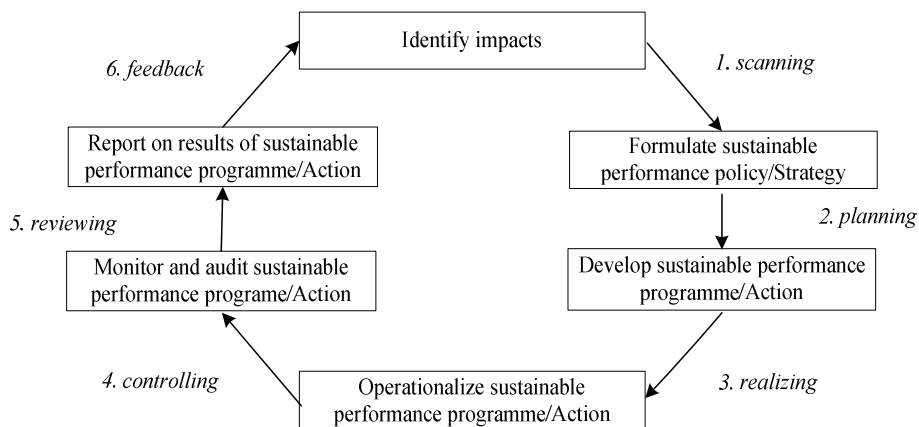 Identify impacts
1. scanning
Formulate sustainable
performance policy/Strategy
2. planning
Develop sustainable performance
programme/Action
3. realizing
Operationalize sustainable
performance programme/Action
4. controlling
Monitor and audit sustainable
performance programe/Action
5. reviewing
Report on results of sustainable
performance programme/Action
6. feedback